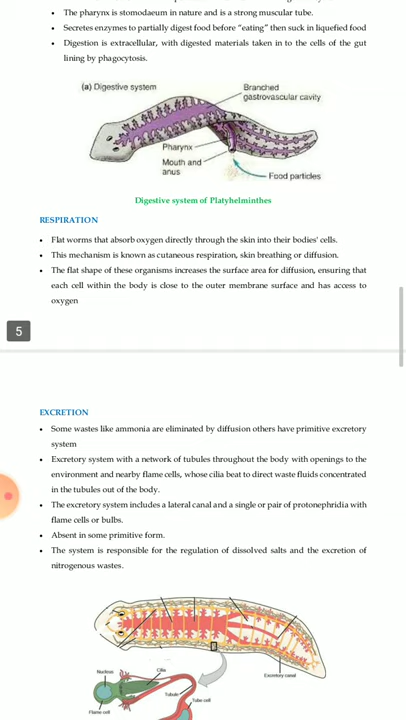 • The pharynx is stomodaeum in nature and is a strong muscular tube.
• Secretes enzymes to partially digest food before “eating” then suck in liquefied food
• Digestion is extracellular, with digested materials taken in to the cells of the gut
lining by phagocytosis.
(a) Digestive system
Branched
gastrovascular cavity
Pharynx
Mouth and
anus
Food particles
Digestive system of Platyhelminthes
RESPIRATION
• Flat worms that absorb oxygen directly through the skin into their bodies' cells.
• This mechanism is known as cutaneous respiration, skin breathing or diffusion.
• The flat shape of these organisms increases the surface area for diffusion, ensuring that
each cell within the body is close to the outer membrane surface and has access to
oxygen
5
EXCRETION
• Some wastes like ammonia are eliminated by diffusion others have primitive excretory
system
• Excretory system with a network of tubules throughout the body with openings to the
environment and nearby flame cells, whose cilia beat to direct waste fluids concentrated
in the tubules out of the body.
• The excretory system includes a lateral canal and a single or pair of protonephridia with
flame cells or bulbs.
• Absent in some primitive form.
• The system is responsible for the regulation of dissolved salts and the excretion of
nitrogenous wastes.
Nucleus
Cilia
Excretory canal
Tubule
Tube cell
Flame cell